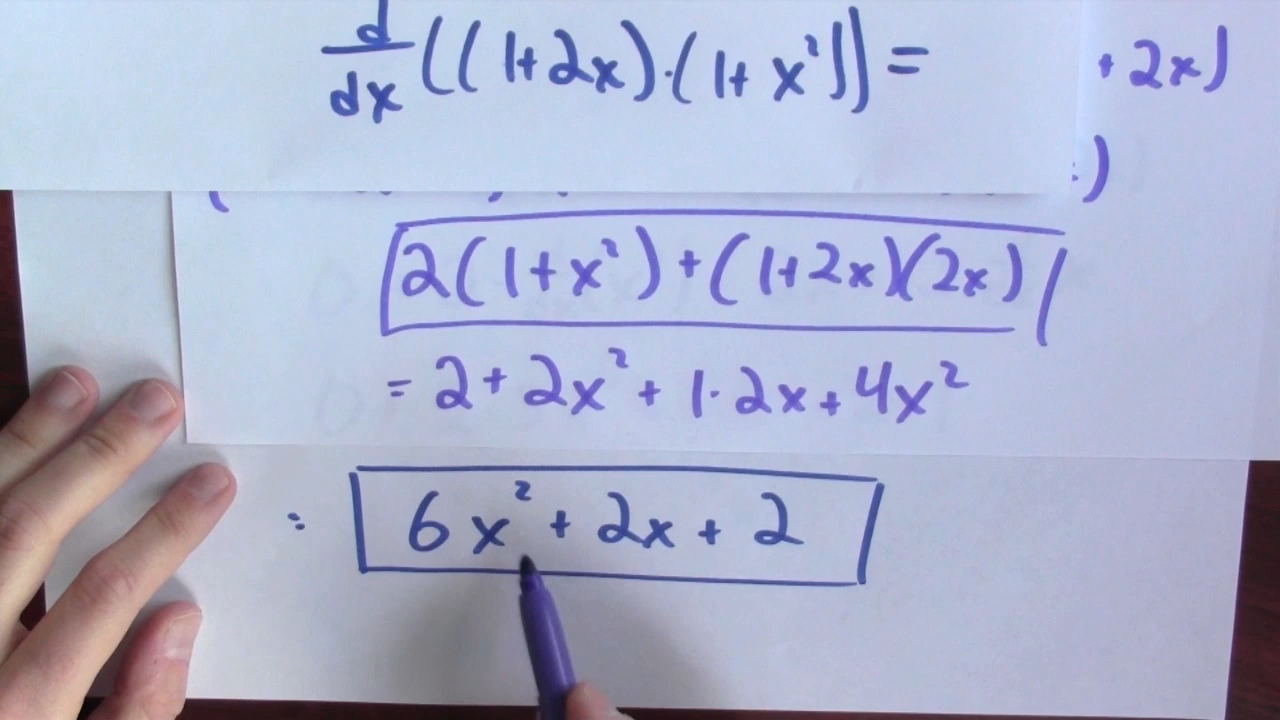 d/dx ((1+2x)·(1+x²)) =
+ 2x)
)
2(1+x²)+(1+2x)(2x)
= 2 + 2x² + 1·2x + 4x²
= 6x² + 2x + 2